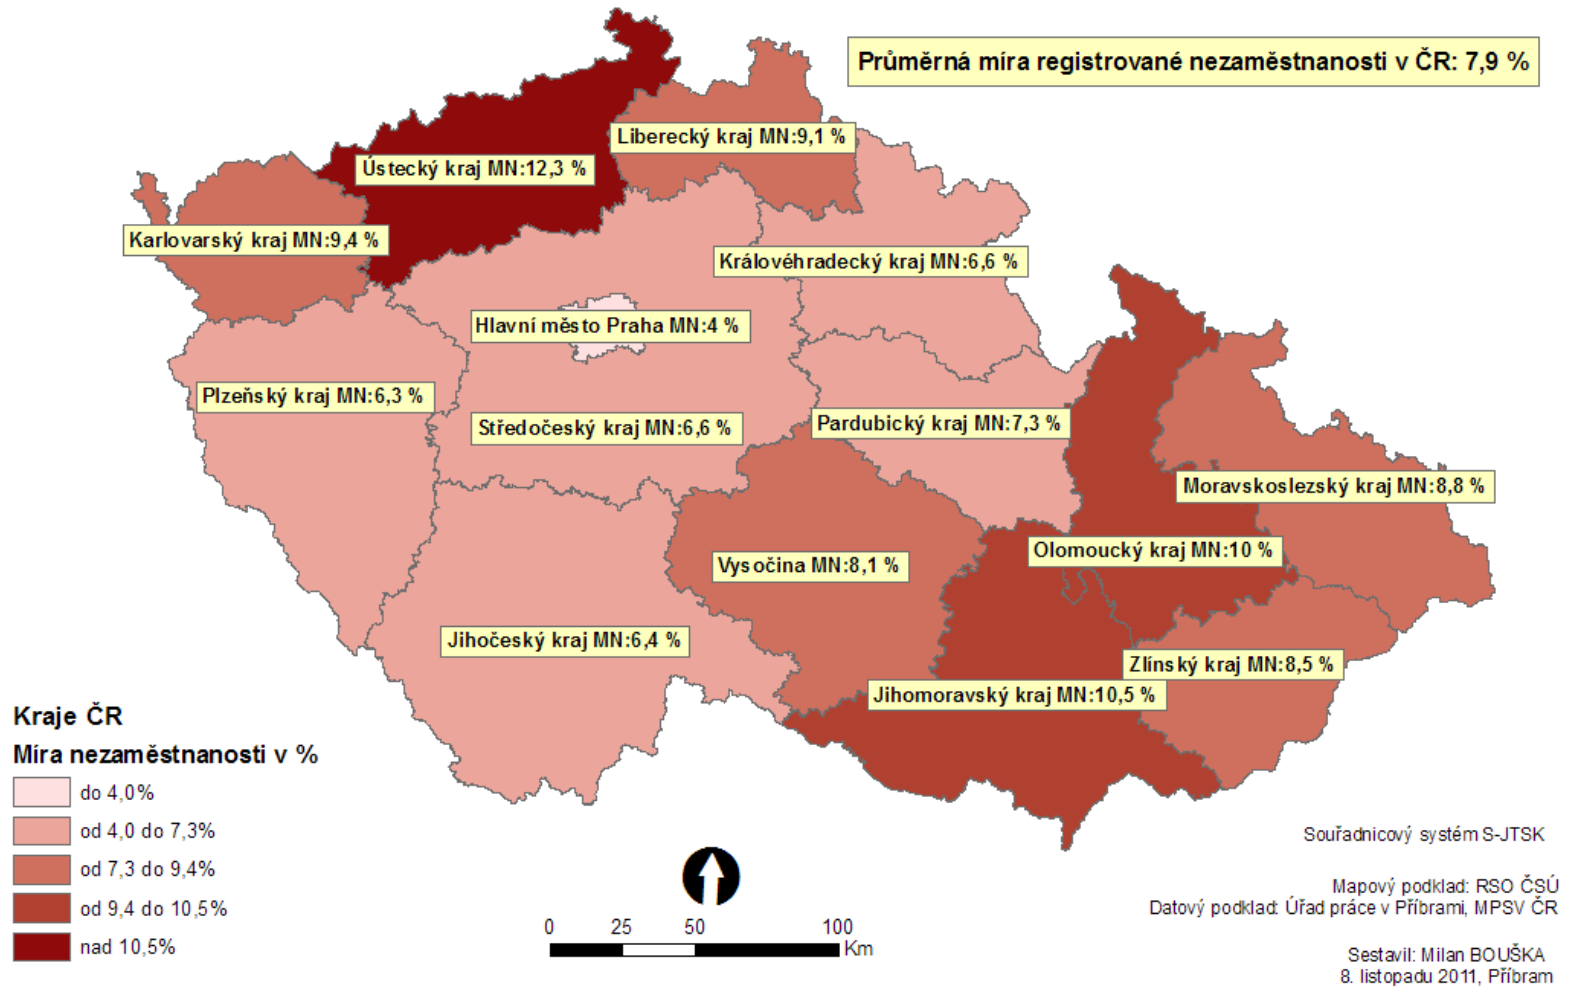 Průměrná míra registrované nezaměstnanosti v ČR: 7,9 %
Liberecký kraj MN:9,1 %
Ústecký kraj MN:12,3 %
Karlovarský kraj MN:9,4 %
Královéhradecký kraj MN:6,6 %
Hlavní město Praha MN:4 %
Plzeňský kraj MN:6,3 %
Středočeský kraj MN:6,6 %
Pardubický kraj MN:7,3 %
Moravskoslezský kraj MN:8,8 %
Olomoucký kraj MN:10 %
Vysočina MN:8,1 %
Jihočeský kraj MN:6,4 %
Zlínský kraj MN:8,5 %
Jihomoravský kraj MN:10,5 %
Kraje ČR
Míra nezaměstnanosti v %
do 4,0%
od 4,0 do 7,3%
od 7,3 do 9,4%
od 9,4 do 10,5%
nad 10,5%
0 25 50 100
Km
Souřadnicový systém S-JTSK
Mapový podklad: RSO ČSÚ
Datový podklad: Úřad práce v Příbrami, MPSV ČR
Sestavil: Milan BOUŠKA
8. listopadu 2011, Příbram